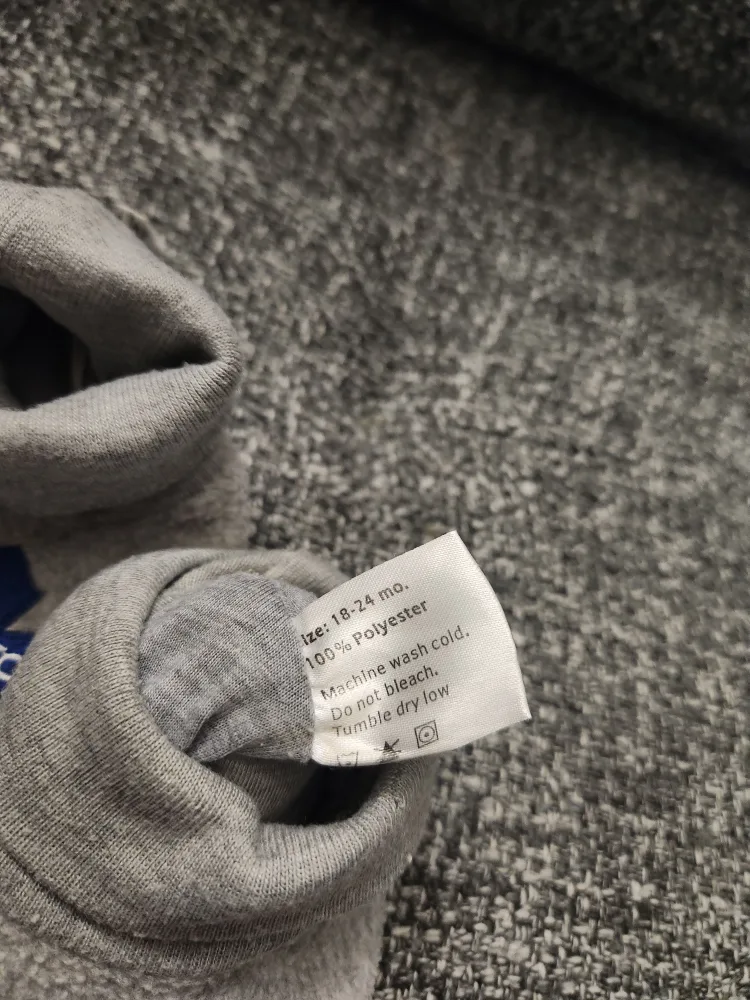 ize: 18-24 mo.
100% Polyester
Machine wash cold.
Do not bleach.
Tumble dry low